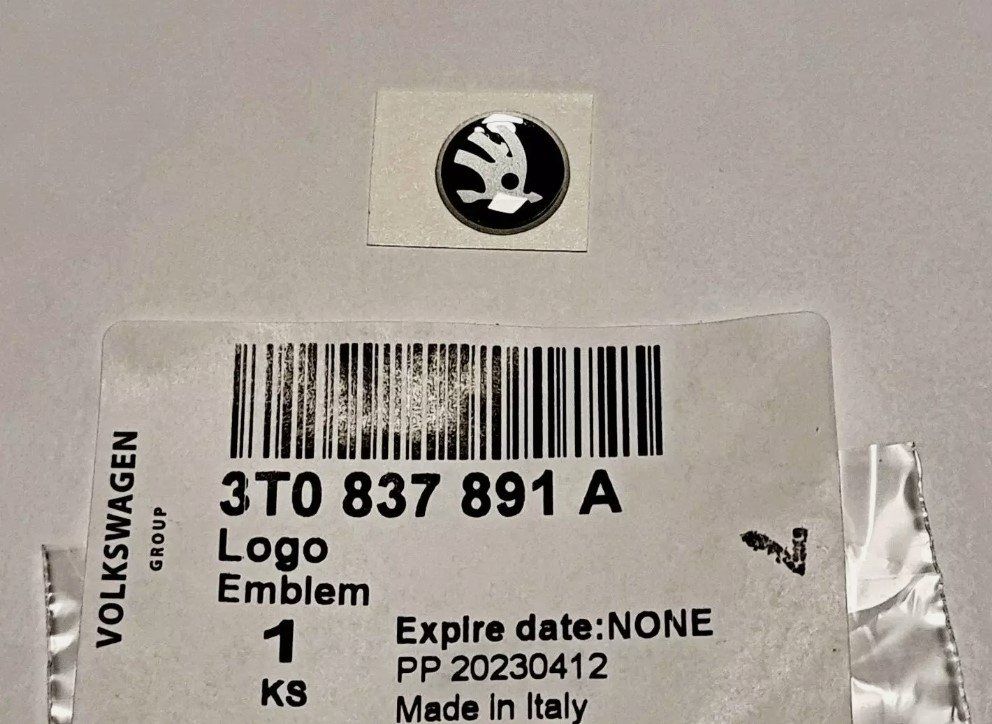 3T0 837 891 A
Logo
Emblem
1
KS
Expire date:NONE
PP 20230412
Made in Italy
VOLKSWAGEN
GROUP